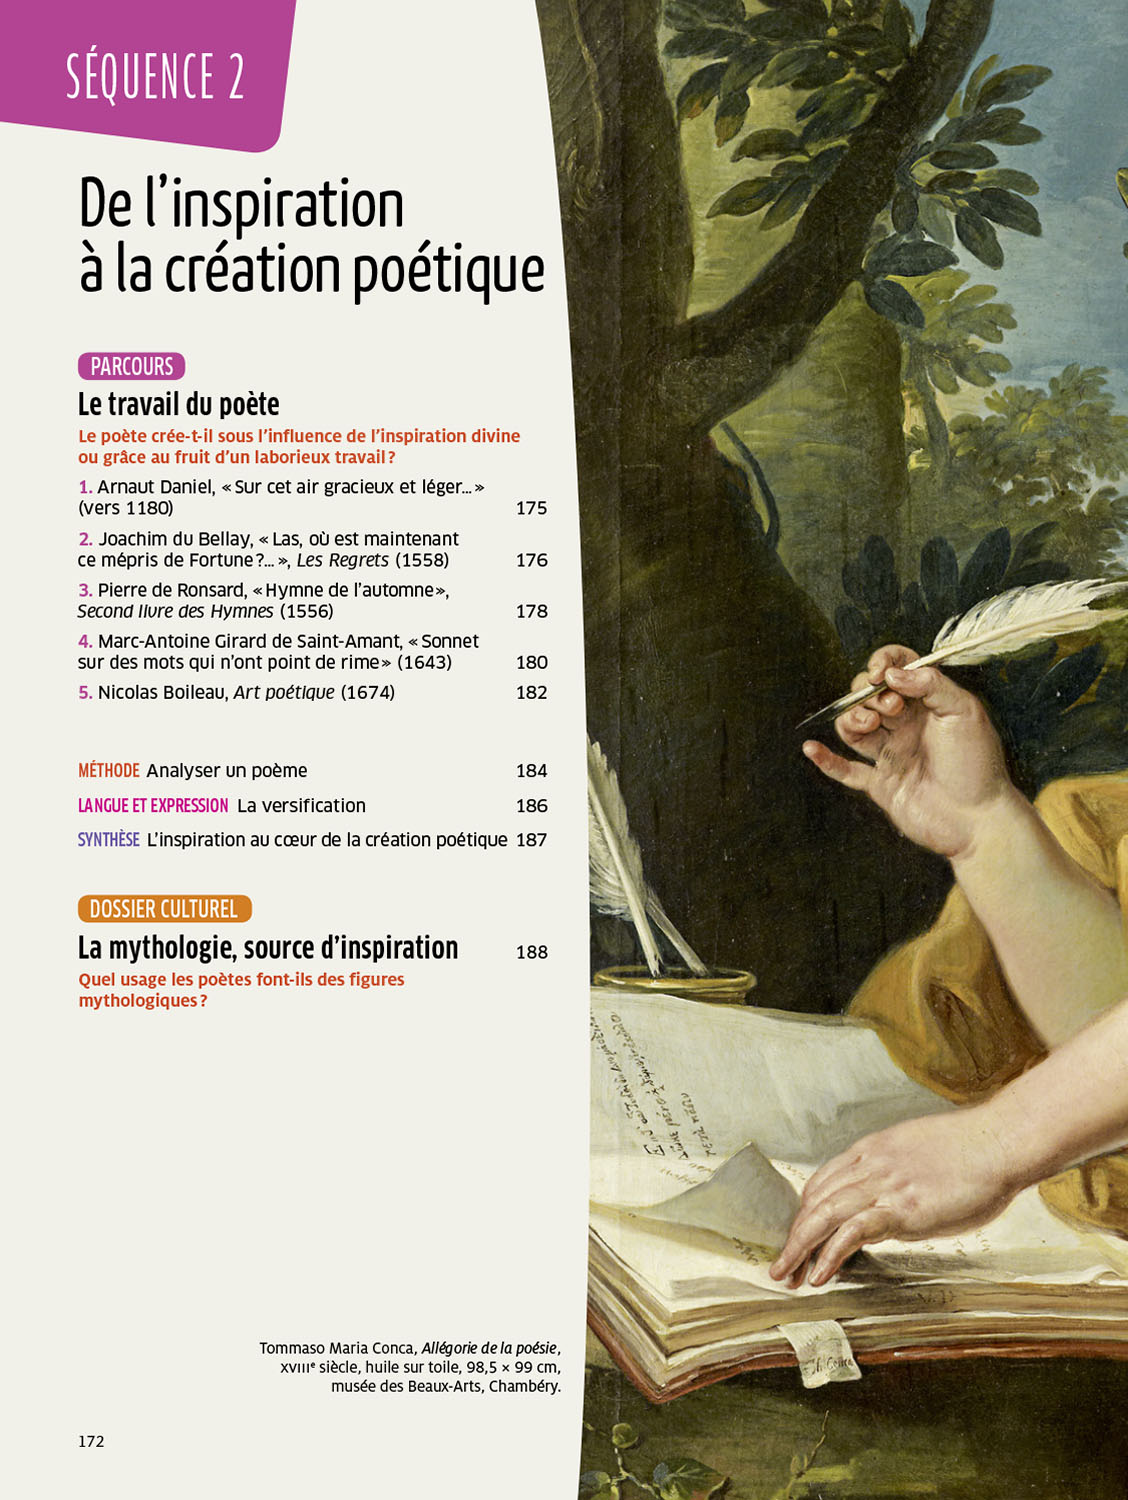 SÉQUENCE 2
De l’inspiration
à la création poétique
PARCOURS
Le travail du poète
Le poète crée-t-il sous l’influence de l’inspiration divine
ou grâce au fruit d’un laborieux travail ?
1. Arnaut Daniel, « Sur cet air gracieux et léger... »
(vers 1180) 175
2. Joachim du Bellay, « Las, où est maintenant
ce mépris de Fortune ?... », Les Regrets (1558) 176
3. Pierre de Ronsard, « Hymne de l’automne »,
Second livre des Hymnes (1556) 178
4. Marc-Antoine Girard de Saint-Amant, « Sonnet
sur des mots qui n’ont point de rime » (1643) 180
5. Nicolas Boileau, Art poétique (1674) 182
MÉTHODE Analyser un poème 184
LANGUE ET EXPRESSION La versification 186
SYNTHÈSE L’inspiration au cœur de la création poétique 187
DOSSIER CULTUREL
La mythologie, source d’inspiration 188
Quel usage les poètes font-ils des figures
mythologiques ?
Tommaso Maria Conca, Allégorie de la poésie,
XVIIIe siècle, huile sur toile, 98,5 × 99 cm,
musée des Beaux-Arts, Chambéry.
172
Conca